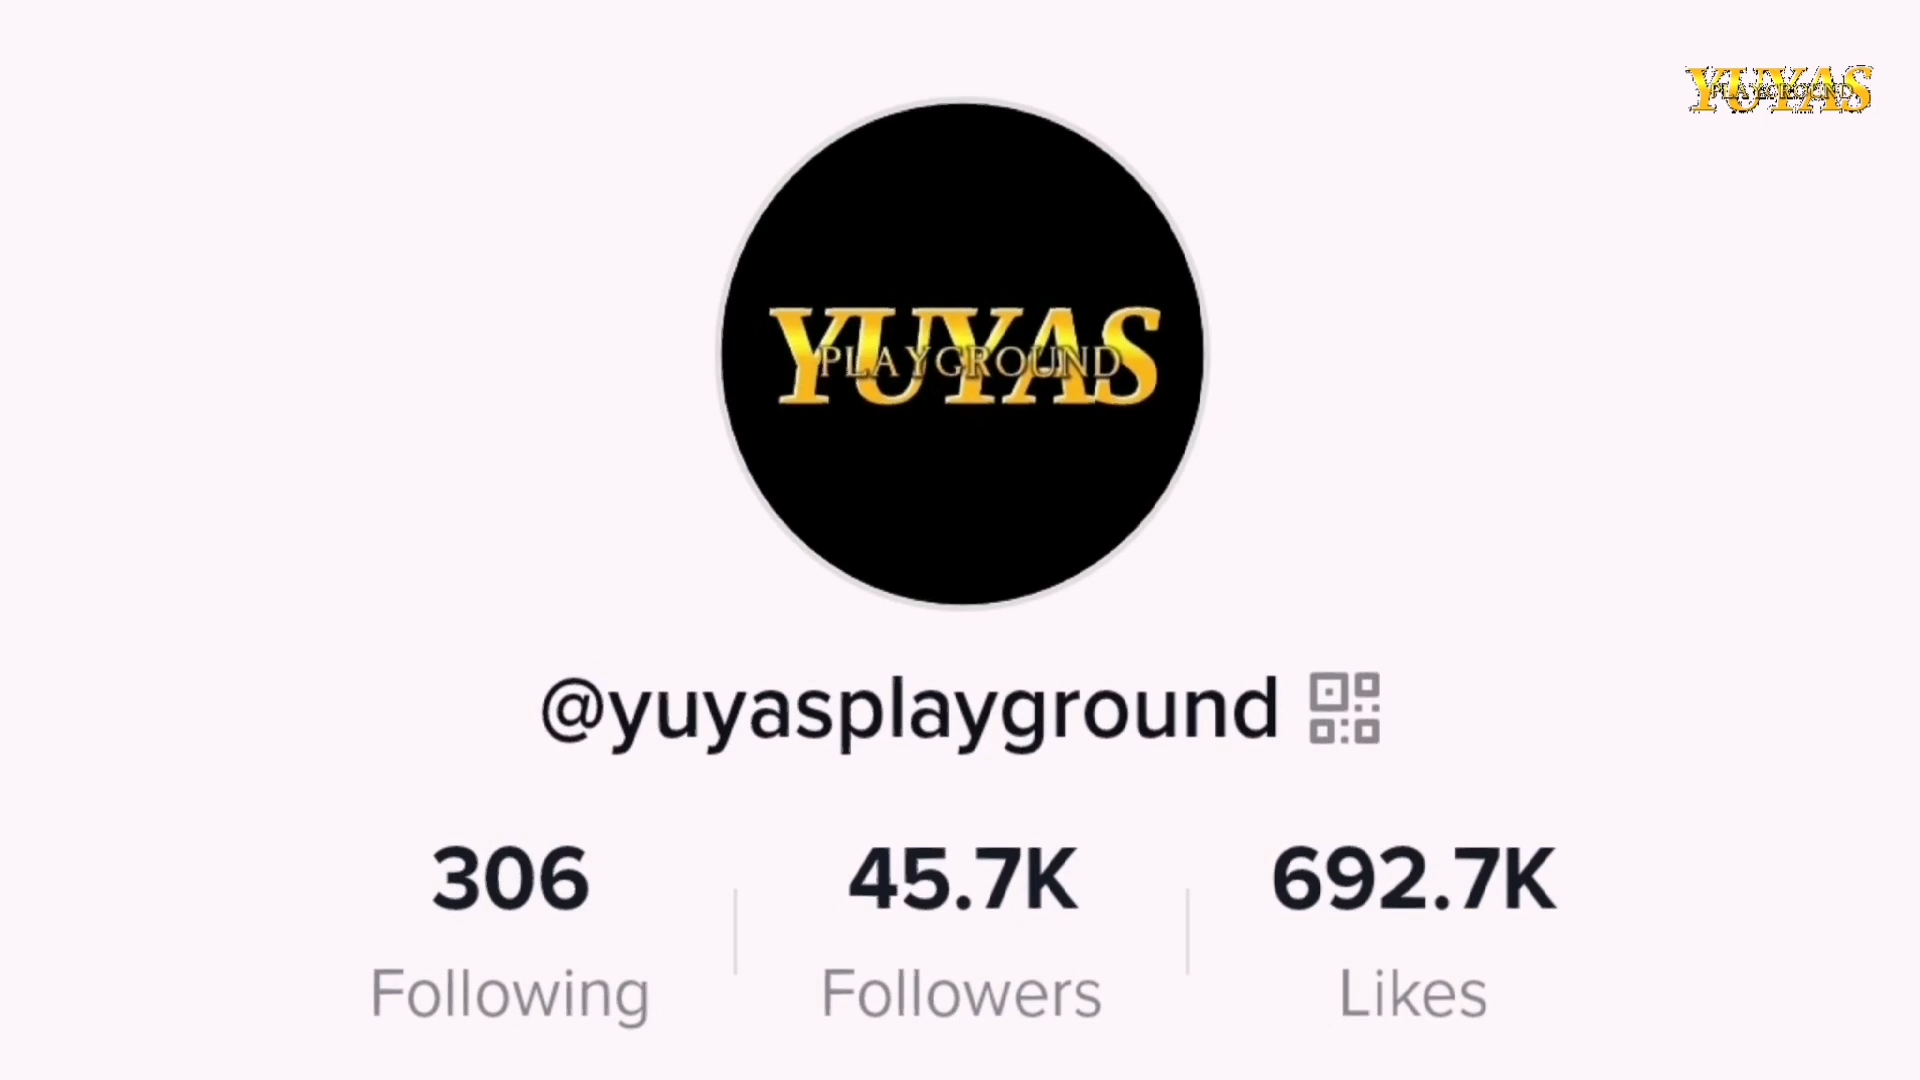 YUYAS
PLAYGROUND
YUYAS
PLAYGROUND
@yuyasplayground
306 45.7K 692.7K
Following Followers Likes